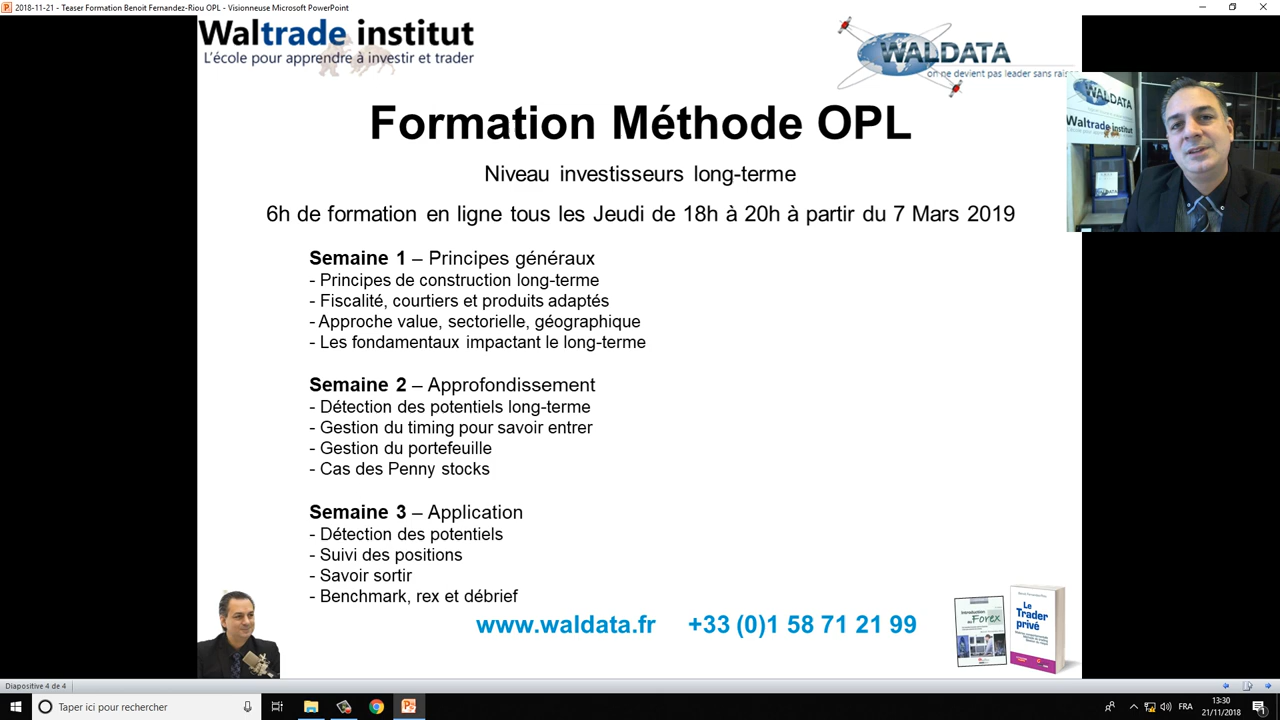 2018-11-21 - Teaser Formation Benoit Fernandez-Riou OPL - Visionneuse Microsoft PowerPoint
Waltrade institut
L'école pour apprendre à investir et trader
WALDATA
on ne devient pas leader sans raiso
WALDATA
Waltrade institut
Formation Méthode OPL
Niveau investisseurs long-terme
6h de formation en ligne tous les Jeudi de 18h à 20h à partir du 7 Mars 2019
Semaine 1 – Principes généraux
- Principes de construction long-terme
- Fiscalité, courtiers et produits adaptés
- Approche value, sectorielle, géographique
- Les fondamentaux impactant le long-terme
Semaine 2 – Approfondissement
- Détection des potentiels long-terme
- Gestion du timing pour savoir entrer
- Gestion du portefeuille
- Cas des Penny stocks
Semaine 3 – Application
- Détection des potentiels
- Suivi des positions
- Savoir sortir
- Benchmark, rex et débrief
www.waldata.fr +33 (0)1 58 71 21 99
Introduction
au Forex
Le
Trader
privé
Diapositive 4 de 4
Taper ici pour rechercher
FRA
13:30
21/11/2018